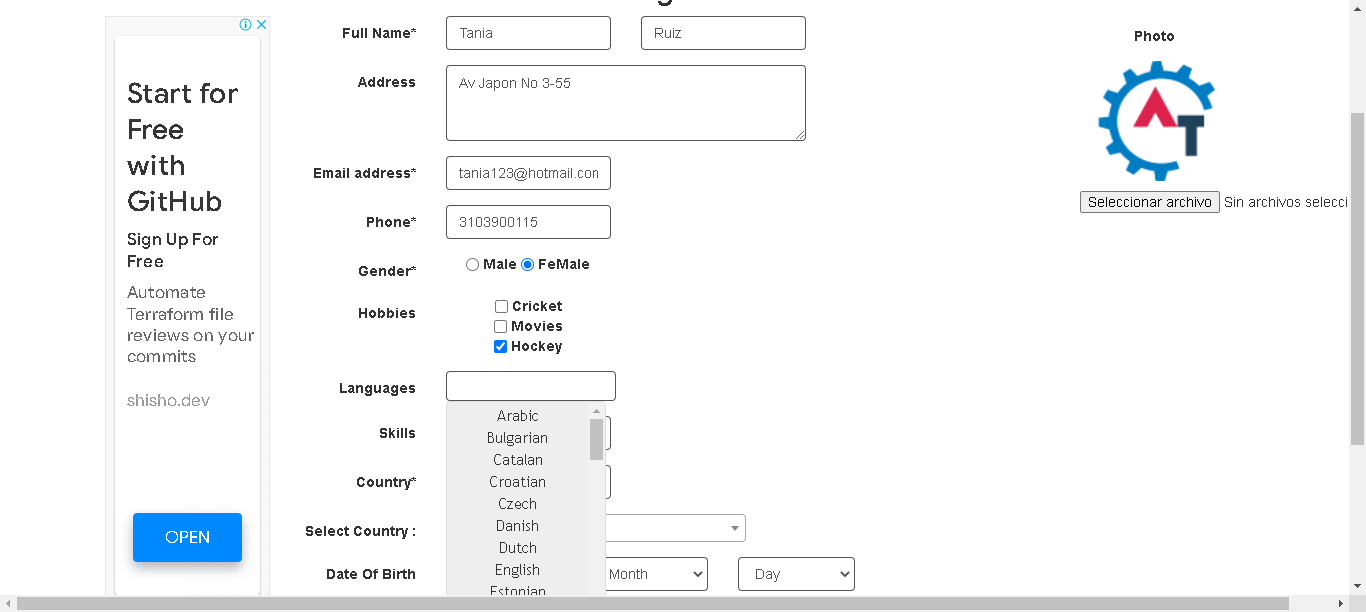 Start for
Free
with
GitHub
Sign Up For
Free
Automate
Terraform file
reviews on your
commits
shisho.dev
OPEN
Full Name*
Tania
Ruiz
Address
Av Japon No 3-55
Email address*
tania123@hotmail.con
Phone*
3103900115
Gender*
Male
FeMale
Hobbies
Cricket
Movies
Hockey
Languages
Arabic
Bulgarian
Catalan
Croatian
Czech
Danish
Dutch
English
Estonian
Skills
Country*
Select Country :
Date Of Birth
Month
Day
Photo
AT
Seleccionar archivo
Sin archivos selecci